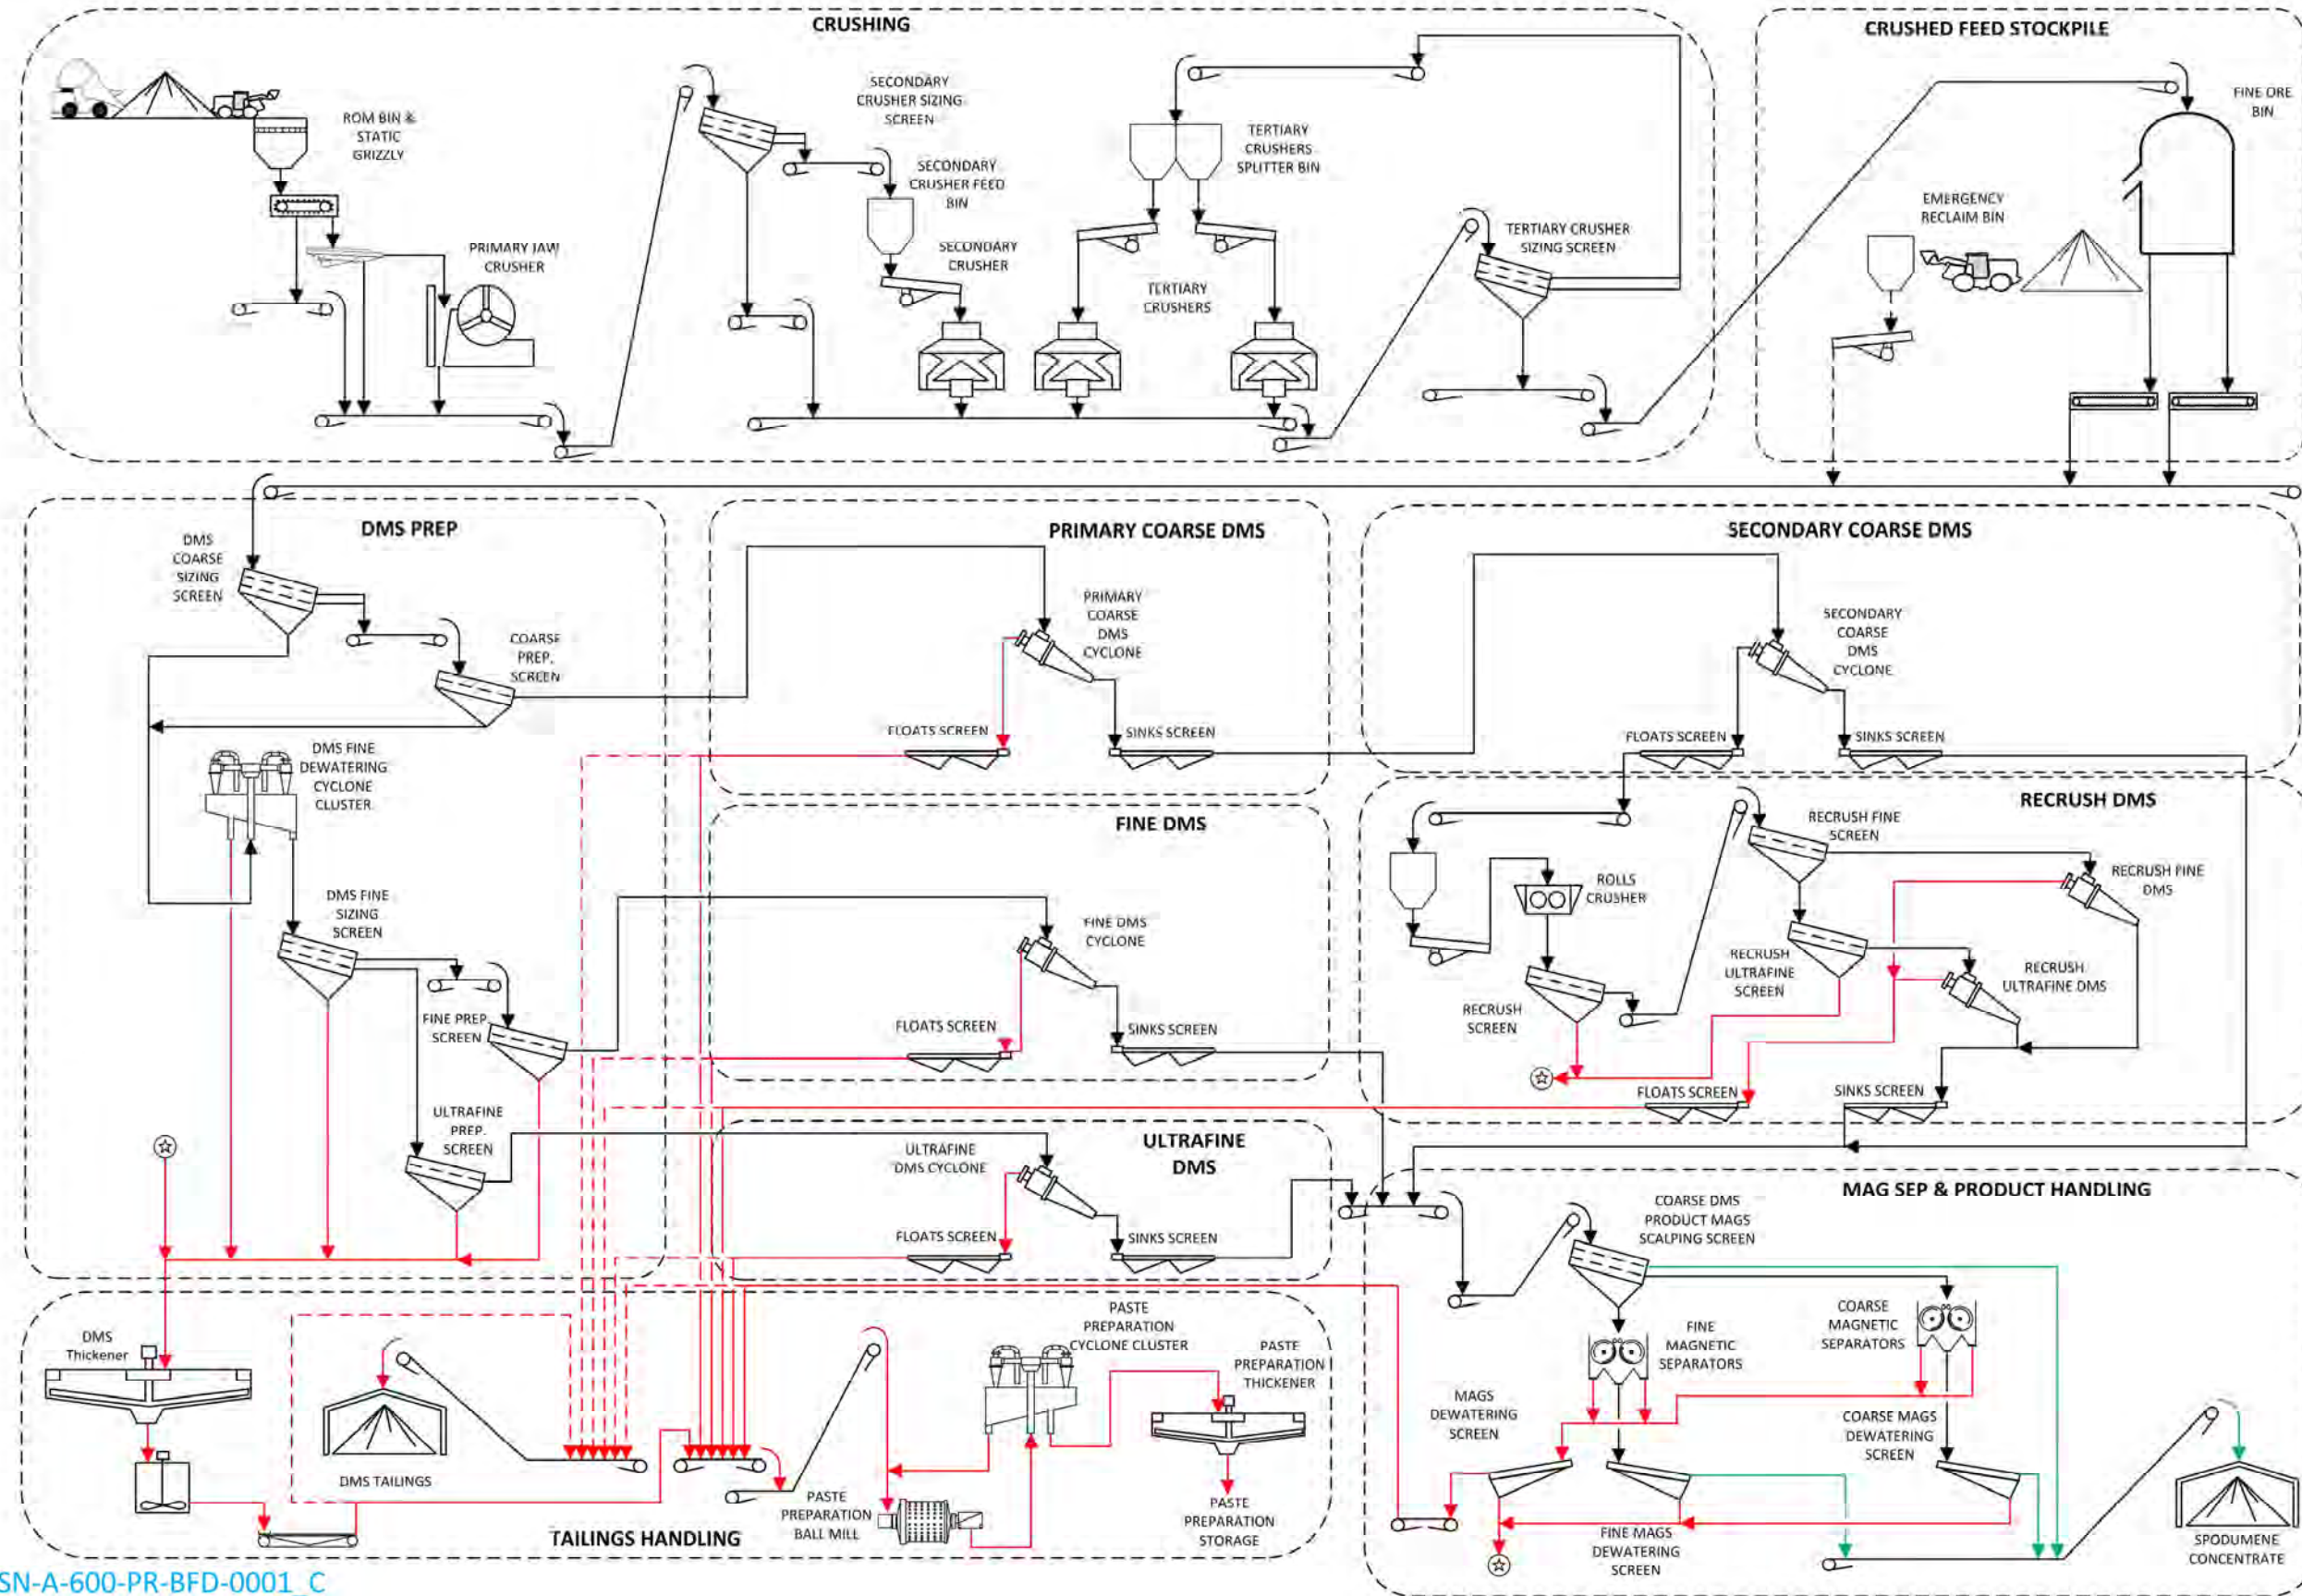 CRUSHING
CRUSHED FEED STOCKPILE
ROM BIN &
STATIC
GRIZZLY
PRIMARY JAW
CRUSHER
SECONDARY
CRUSHER SIZING
SCREEN
SECONDARY
CRUSHER FEED
BIN
SECONDARY
CRUSHER
TERTIARY
CRUSHERS
SPLITTER BIN
TERTIARY
CRUSHERS
TERTIARY CRUSHER
SIZING SCREEN
FINE ORE
BIN
EMERGENCY
RECLAIM BIN
DMS PREP
DMS
COARSE
SIZING
SCREEN
COARSE
PREP.
SCREEN
DMS FINE
DEWATERING
CYCLONE
CLUSTER
DMS FINE
SIZING
SCREEN
FINE PREP.
SCREEN
ULTRAFINE
PREP.
SCREEN
PRIMARY COARSE DMS
PRIMARY
COARSE
DMS
CYCLONE
FLOATS SCREEN
SINKS SCREEN
SECONDARY COARSE DMS
SECONDARY
COARSE
DMS
CYCLONE
FLOATS SCREEN
SINKS SCREEN
FINE DMS
FINE DMS
CYCLONE
FLOATS SCREEN
SINKS SCREEN
RECRUSH DMS
RECRUSH FINE
SCREEN
RECRUSH FINE
DMS
ROLLS
CRUSHER
RECRUSH
ULTRAFINE
SCREEN
RECRUSH
ULTRAFINE DMS
RECRUSH
SCREEN
FLOATS SCREEN
SINKS SCREEN
ULTRAFINE
DMS
ULTRAFINE
DMS CYCLONE
FLOATS SCREEN
SINKS SCREEN
MAG SEP & PRODUCT HANDLING
COARSE DMS
PRODUCT MAGS
SCALPING SCREEN
FINE
MAGNETIC
SEPARATORS
COARSE
MAGNETIC
SEPARATORS
MAGS
DEWATERING
SCREEN
COARSE MAGS
DEWATERING
SCREEN
FINE MAGS
DEWATERING
SCREEN
SPODUMENE
CONCENTRATE
DMS
Thickener
DMS TAILINGS
TAILINGS HANDLING
PASTE
PREPARATION
BALL MILL
PASTE
PREPARATION
CYCLONE CLUSTER
PASTE
PREPARATION
THICKENER
PASTE
PREPARATION
STORAGE
SN-A-600-PR-BFD-0001_C